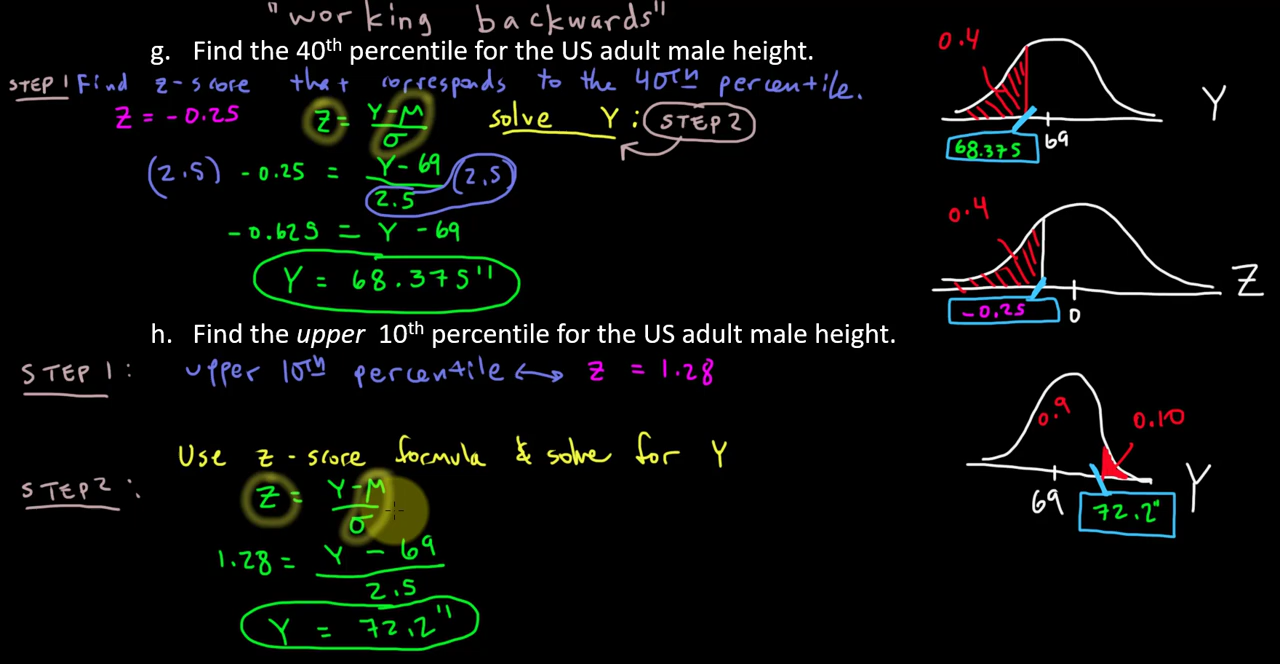 "working backwards"
g. Find the 40th percentile for the US adult male height.
STEP 1 Find z-score that corresponds to the 40th percentile.
Z = -0.25
Z = Y-M/σ solve Y: STEP 2
(2.5) -0.25 = Y-69/2.5 (2.5)
-0.625 = Y -69
Y = 68.375"
h. Find the upper 10th percentile for the US adult male height.
STEP 1: upper 10th percentile ↔ Z = 1.28
Use z-score formula & solve for Y
STEP 2:
Z = Y-M/σ
1.28 = Y - 69/2.5
Y = 72.2"
0.4
Y
68.375 69
0.4
Z
-0.25 0
0.9 0.10
69 Y
72.2"